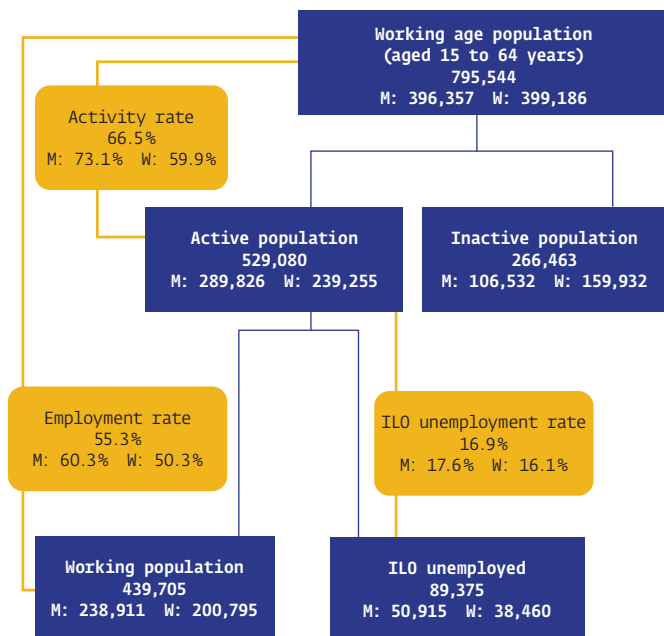 Working age population
(aged 15 to 64 years)
795,544
M: 396,357 W: 399,186
Activity rate
66.5%
M: 73.1% W: 59.9%
Active population
529,080
M: 289,826 W: 239,255
Inactive population
266,463
M: 106,532 W: 159,932
Employment rate
55.3%
M: 60.3% W: 50.3%
ILO unemployment rate
16.9%
M: 17.6% W: 16.1%
Working population
439,705
M: 238,911 W: 200,795
ILO unemployed
89,375
M: 50,915 W: 38,460